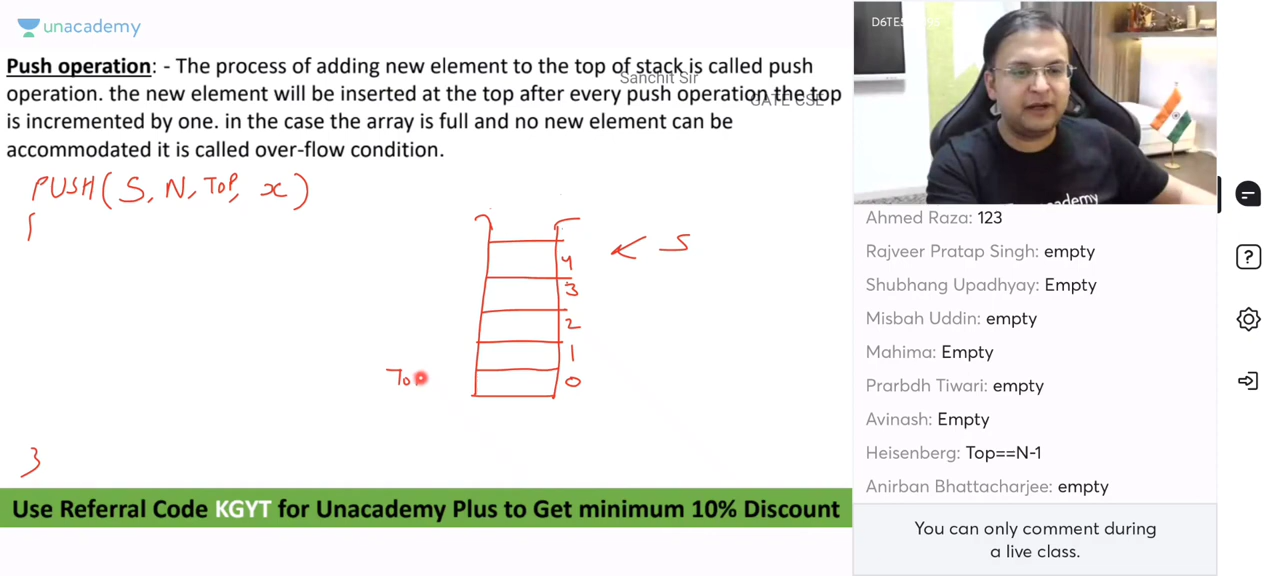 unacademy
Push operation: - The process of adding new element to the top of stack is called push
operation. the new element will be inserted at the top after every push operation the top
is incremented by one. in the case the array is full and no new element can be
accommodated it is called over-flow condition.
Sanchit Sir
GATE CSE
PUSH( S, N, TOP, x )
S
4
3
2
1
0
Top
Use Referral Code KGYT for Unacademy Plus to Get minimum 10% Discount
Ahmed Raza: 123
Rajveer Pratap Singh: empty
Shubhang Upadhyay: Empty
Misbah Uddin: empty
Mahima: Empty
Prarbdh Tiwari: empty
Avinash: Empty
Heisenberg: Top==N-1
Anirban Bhattacharjee: empty
You can only comment during
a live class.